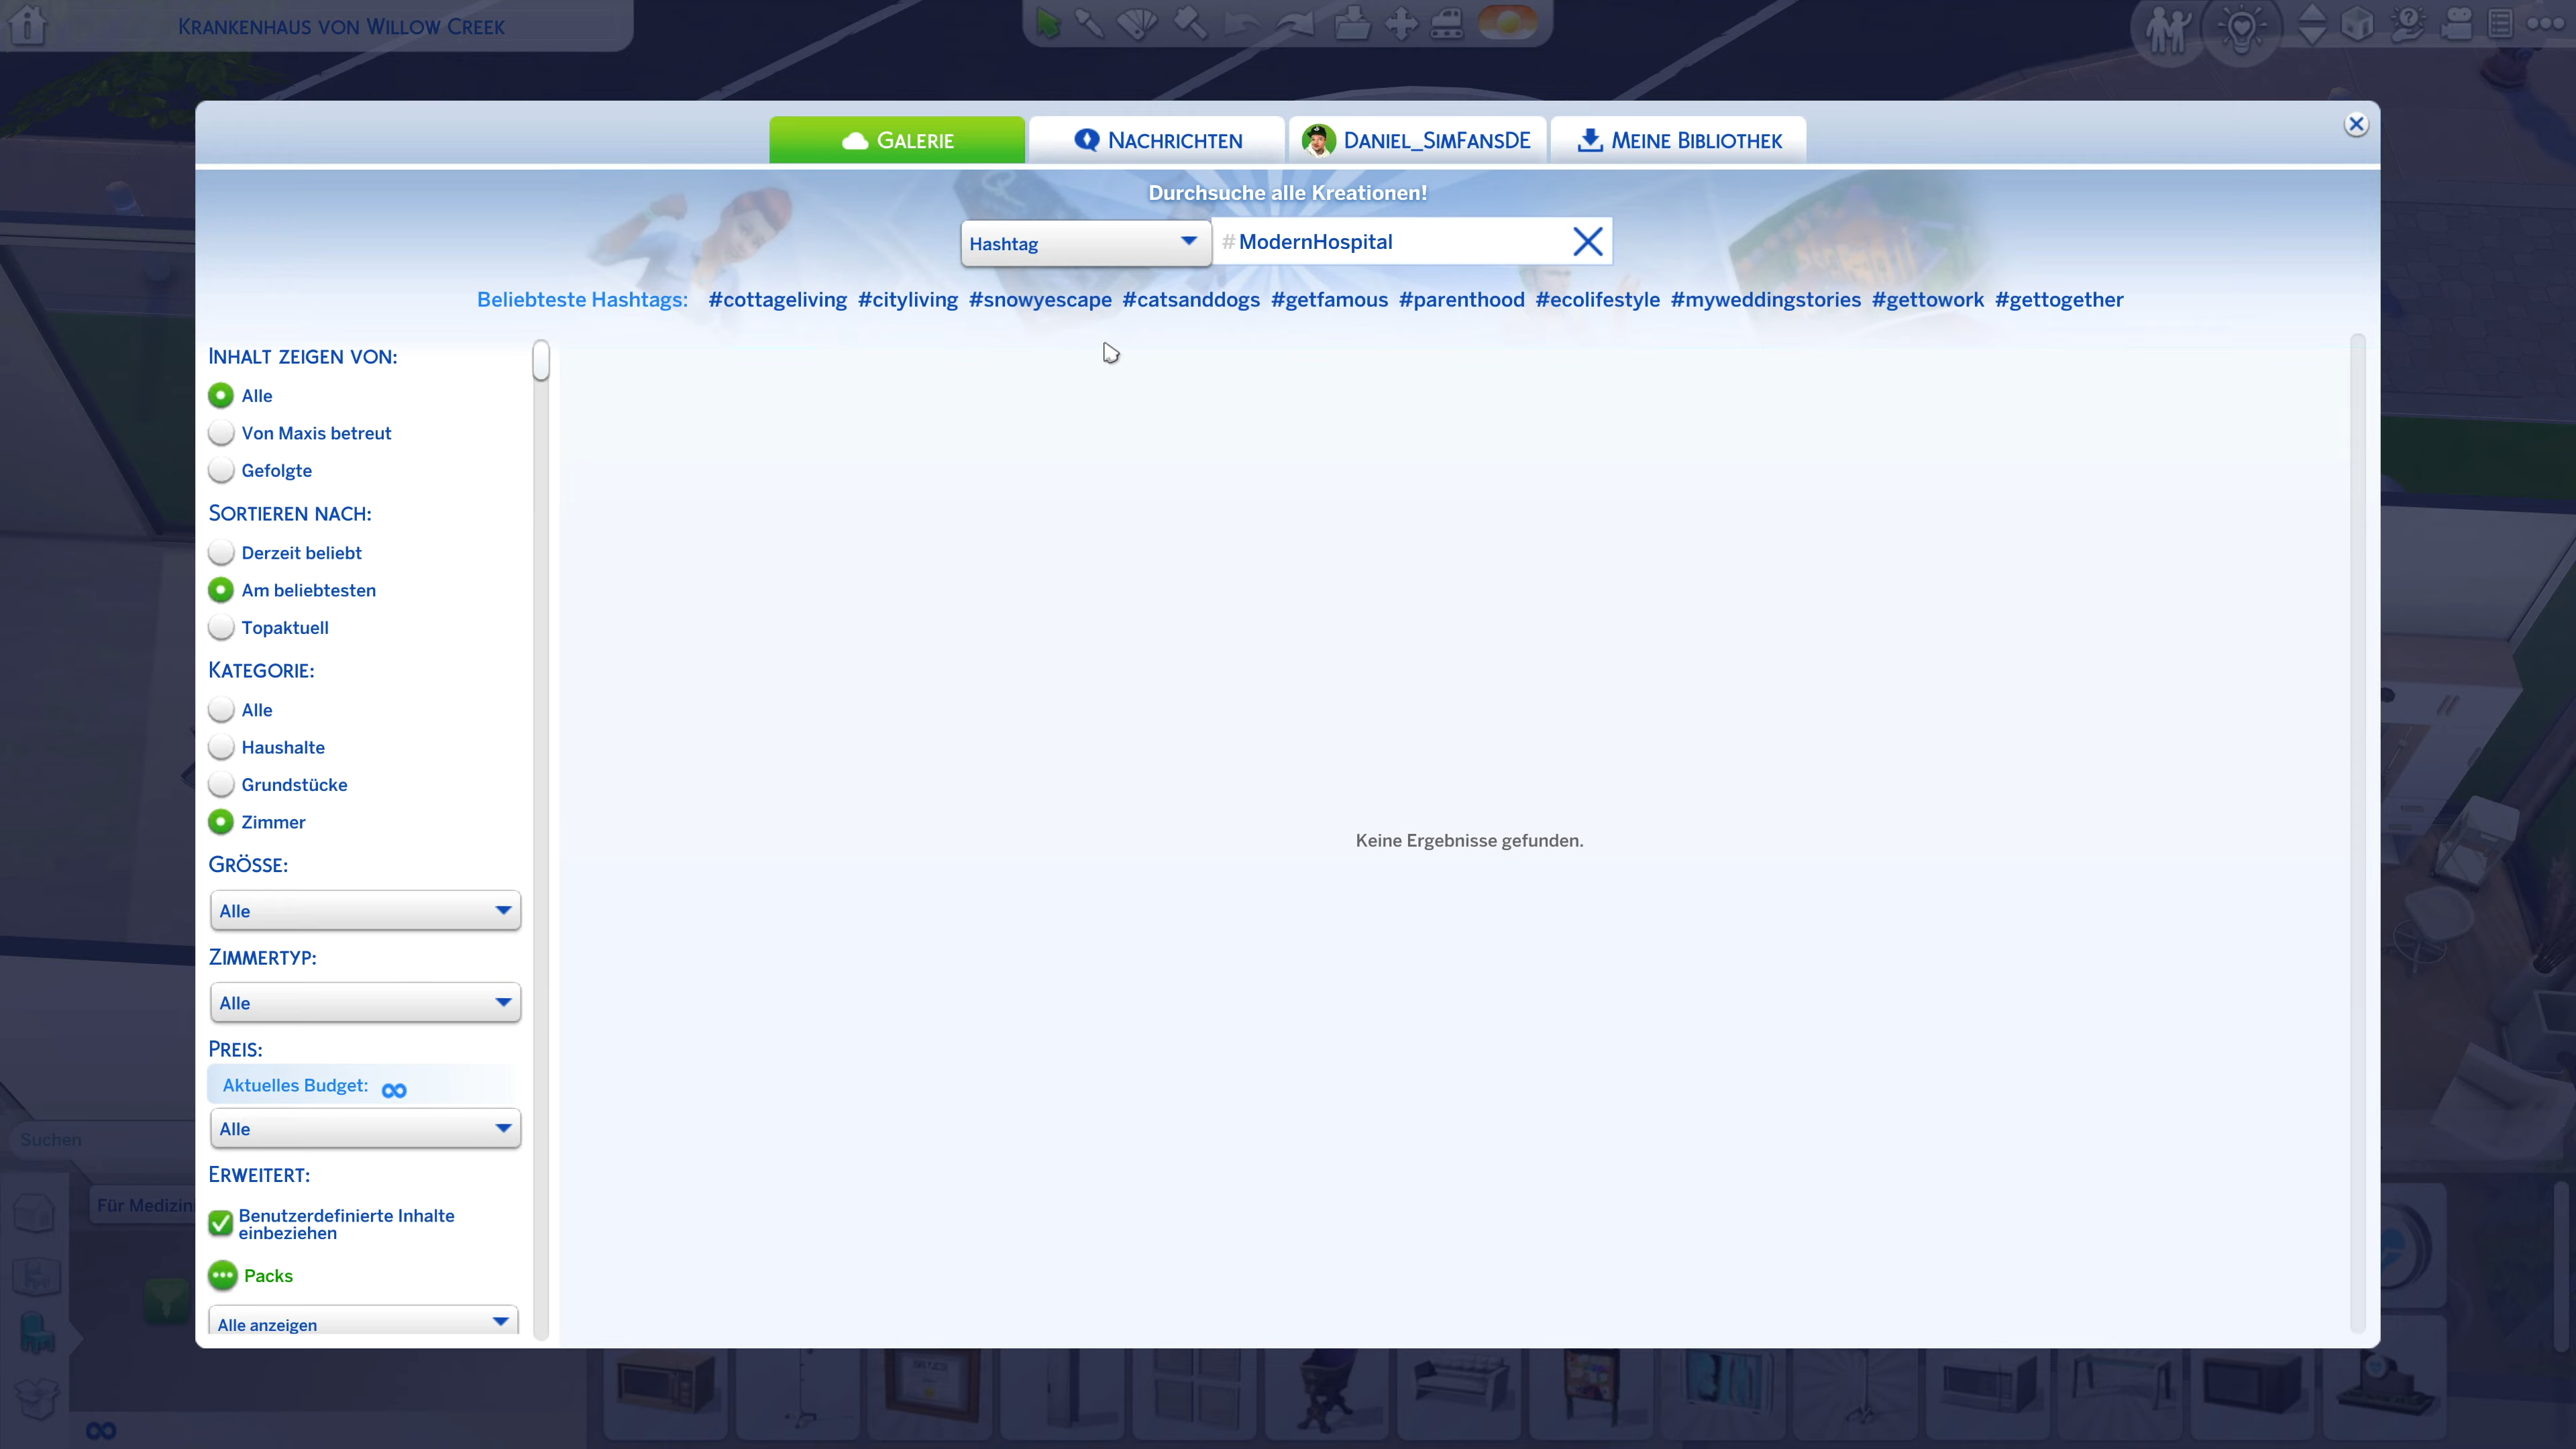 KRANKENHAUS VON WILLOW CREEK
GALERIE
NACHRICHTEN
DANIEL_SIMFANSDE
MEINE BIBLIOTHEK
Durchsuche alle Kreationen!
Hashtag
#ModernHospital
Beliebteste Hashtags: #cottageliving #cityliving #snowyescape #catsanddogs #getfamous #parenthood #ecolifestyle #myweddingstories #gettowork #gettogether
INHALT ZEIGEN VON:
Alle
Von Maxis betreut
Gefolgte
SORTIEREN NACH:
Derzeit beliebt
Am beliebtesten
Topaktuell
KATEGORIE:
Alle
Haushalte
Grundstücke
Zimmer
GRÖSSE:
Alle
ZIMMERTYP:
Alle
PREIS:
Aktuelles Budget: ∞
Alle
ERWEITERT:
Benutzerdefinierte Inhalte
einbeziehen
Packs
Alle anzeigen
Keine Ergebnisse gefunden.
Suchen
Für Medizin
∞